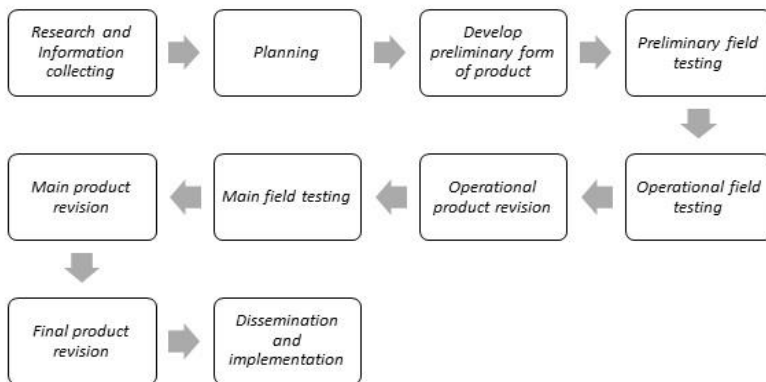 Research and
Information
collecting
Planning
Develop
preliminary form
of product
Preliminary field
testing
Operational field
testing
Operational
product revision
Main field testing
Main product
revision
Final product
revision
Dissemination
and
implementation